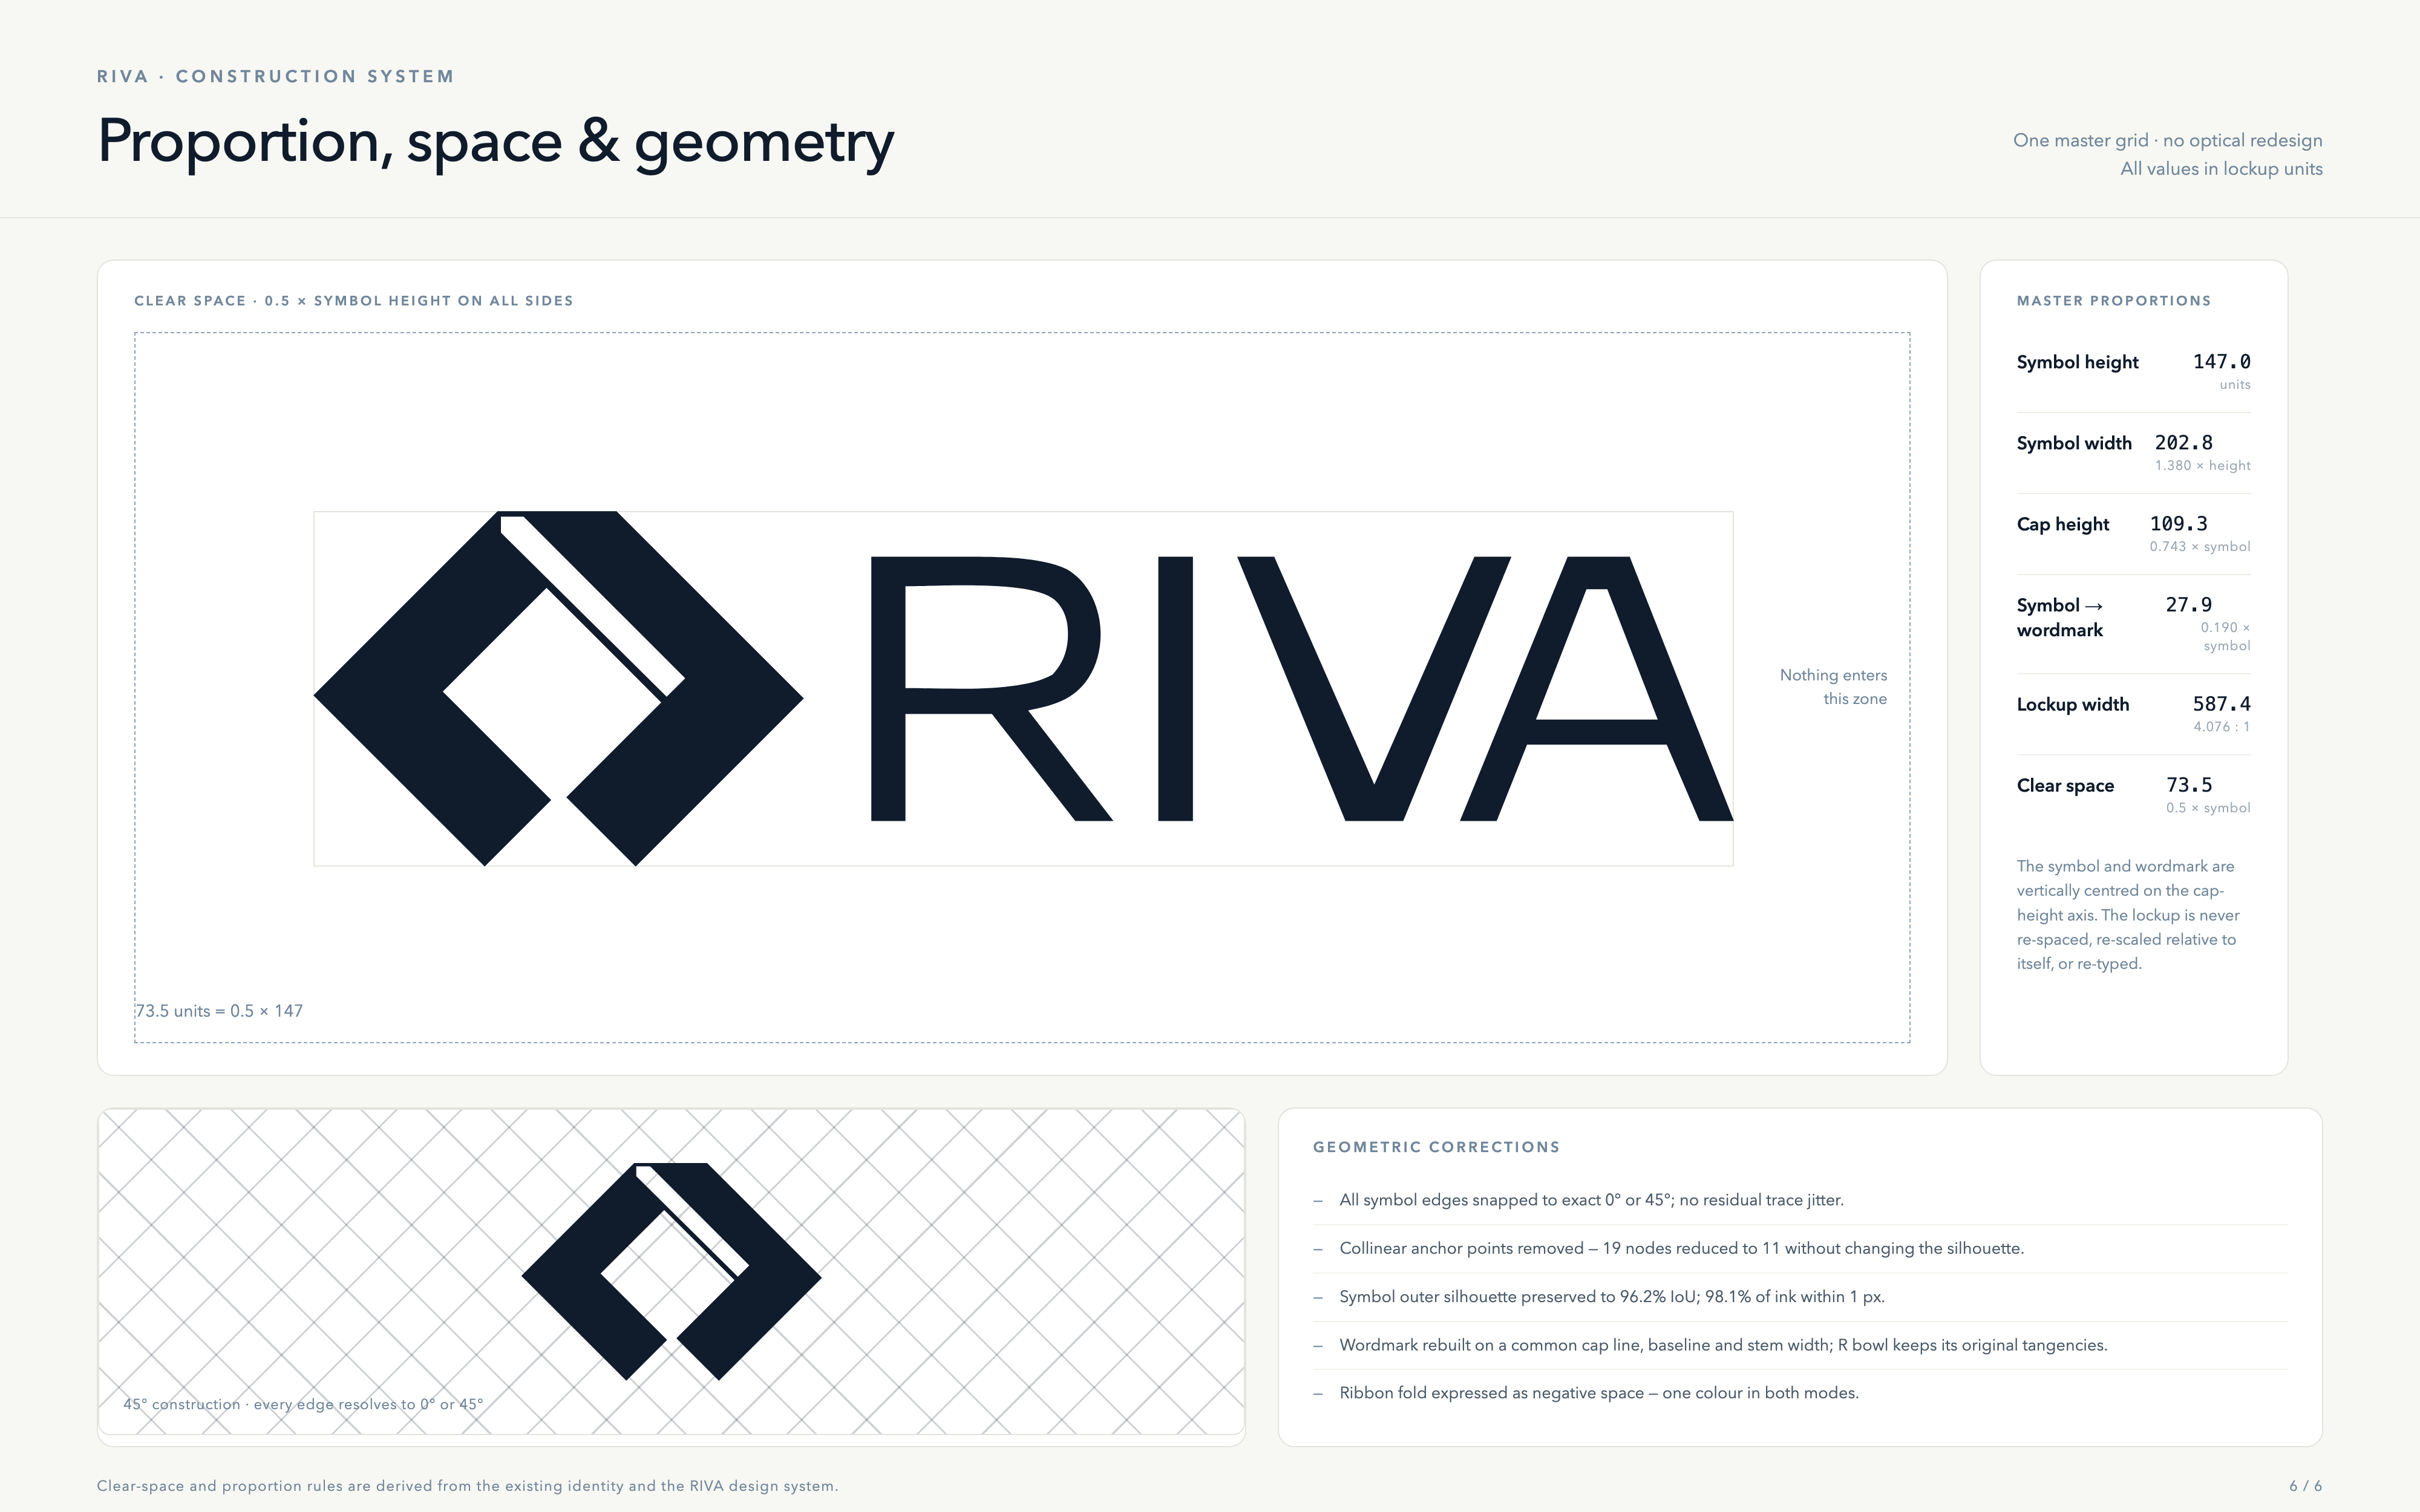 RIVA · CONSTRUCTION SYSTEM
Proportion, space & geometry
One master grid · no optical redesign
All values in lockup units
CLEAR SPACE · 0.5 × SYMBOL HEIGHT ON ALL SIDES
RIVA
Nothing enters
this zone
73.5 units = 0.5 × 147
MASTER PROPORTIONS
Symbol height 147.0
units
Symbol width 202.8
1.380 × height
Cap height 109.3
0.743 × symbol
Symbol → 27.9
wordmark 0.190 ×
symbol
Lockup width 587.4
4.076 : 1
Clear space 73.5
0.5 × symbol
The symbol and wordmark are
vertically centred on the cap-
height axis. The lockup is never
re-spaced, re-scaled relative to
itself, or re-typed.
45° construction · every edge resolves to 0° or 45°
GEOMETRIC CORRECTIONS
– All symbol edges snapped to exact 0° or 45°; no residual trace jitter.
– Collinear anchor points removed – 19 nodes reduced to 11 without changing the silhouette.
– Symbol outer silhouette preserved to 96.2% IoU; 98.1% of ink within 1 px.
– Wordmark rebuilt on a common cap line, baseline and stem width; R bowl keeps its original tangencies.
– Ribbon fold expressed as negative space – one colour in both modes.
Clear-space and proportion rules are derived from the existing identity and the RIVA design system.
6 / 6